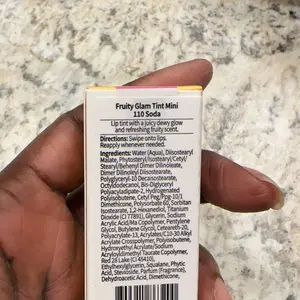 Fruity Glam Tint Mini
110 Soda
Lip tint with a juicy dewy glow
and refreshing fruity scent.
Directions: Swipe onto lips.
Reapply whenever needed.
Ingredients: Water (Aqua), Diisostearyl
Malate, Phytosteryl/Isostearyl/Cetyl/
Stearyl/Behenyl Dimer Dilinoleate,
Dimer Dilinoleyl Diisostearate,
Polyglyceryl-10 Decaisostearate,
Octyldodecanol, Bis-Diglyceryl
Polyacyladipate-2, Hydrogenated
Polyisobutene, Cetyl Peg/Ppg-10/1
Dimethicone, Polysorbate 60, Sorbitan
Isostearate, 1,2-Hexanediol, Titanium
Dioxide (CI 77891), Glycerin, Sodium
Acrylic Acid/Ma Copolymer, Pentylene
Glycol, Butylene Glycol, Ceteareth-20,
Polyacrylate-13, Acrylates/C10-30 Alkyl
Acrylate Crosspolymer, Polyisobutene,
Hydroxyethyl Acrylate/Sodium
Acryloyldimethyl Taurate Copolymer,
Red 28 Lake (CI 45410),
Ethylhexylglycerin, Squalane, Phytic
Acid, Stevioside, Parfum (Fragrance),
Dehydroacetic Acid, Dimethicone.